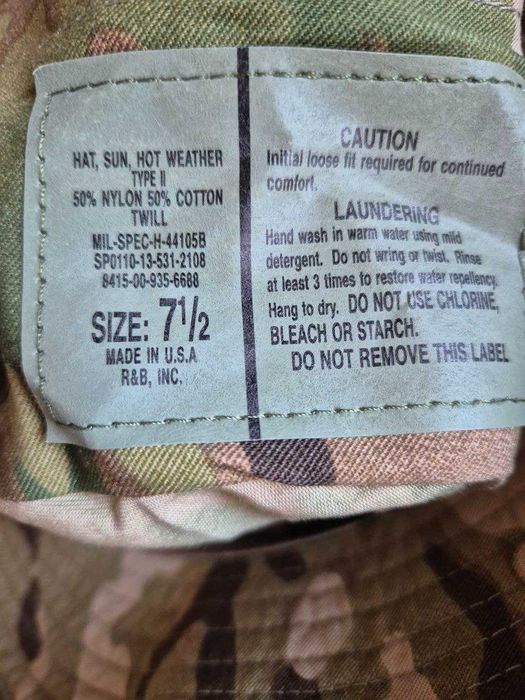 HAT, SUN, HOT WEATHER
TYPE II
50% NYLON 50% COTTON
TWILL
MIL-SPEC-H-44105B
SP0110-13-531-2108
8415-00-935-6688
SIZE: 7 1/2
MADE IN U.S.A
R&B, INC.
CAUTION
Initial loose fit required for continued
comfort.
LAUNDERING
Hand wash in warm water using mild
detergent. Do not wring or twist. Rinse
at least 3 times to restore water repellency.
Hang to dry. DO NOT USE CHLORINE,
BLEACH OR STARCH.
DO NOT REMOVE THIS LABEL